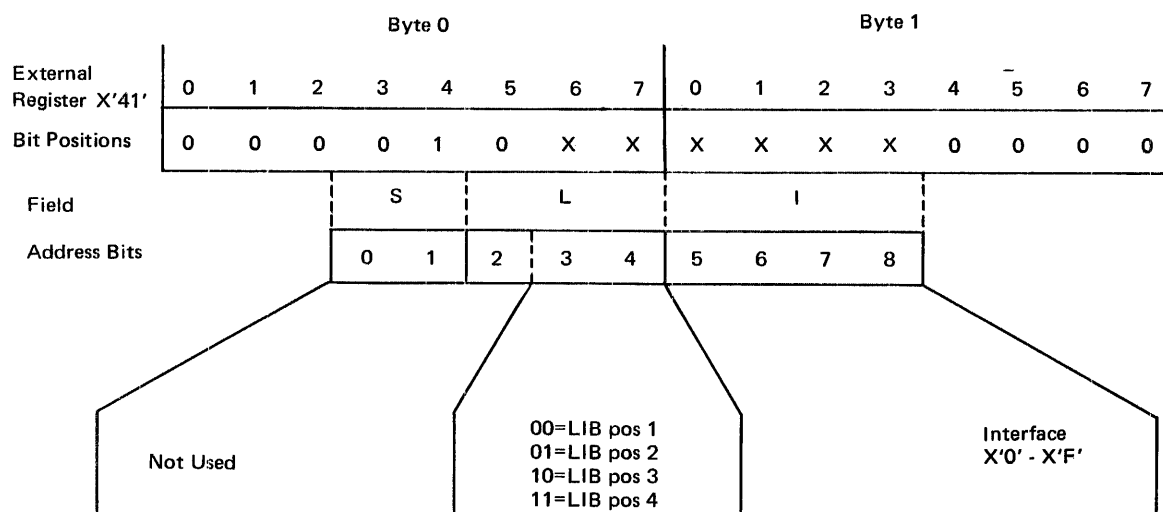 Byte 0 Byte 1
External
Register X'41' 0 1 2 3 4 5 6 7 0 1 2 3 4 5 6 7
Bit Positions 0 0 0 0 1 0 X X X X X X 0 0 0 0
Field S L I
Address Bits 0 1 2 3 4 5 6 7 8
Not Used
00=LIB pos 1
01=LIB pos 2
10=LIB pos 3
11=LIB pos 4
Interface
X'0' - X'F'